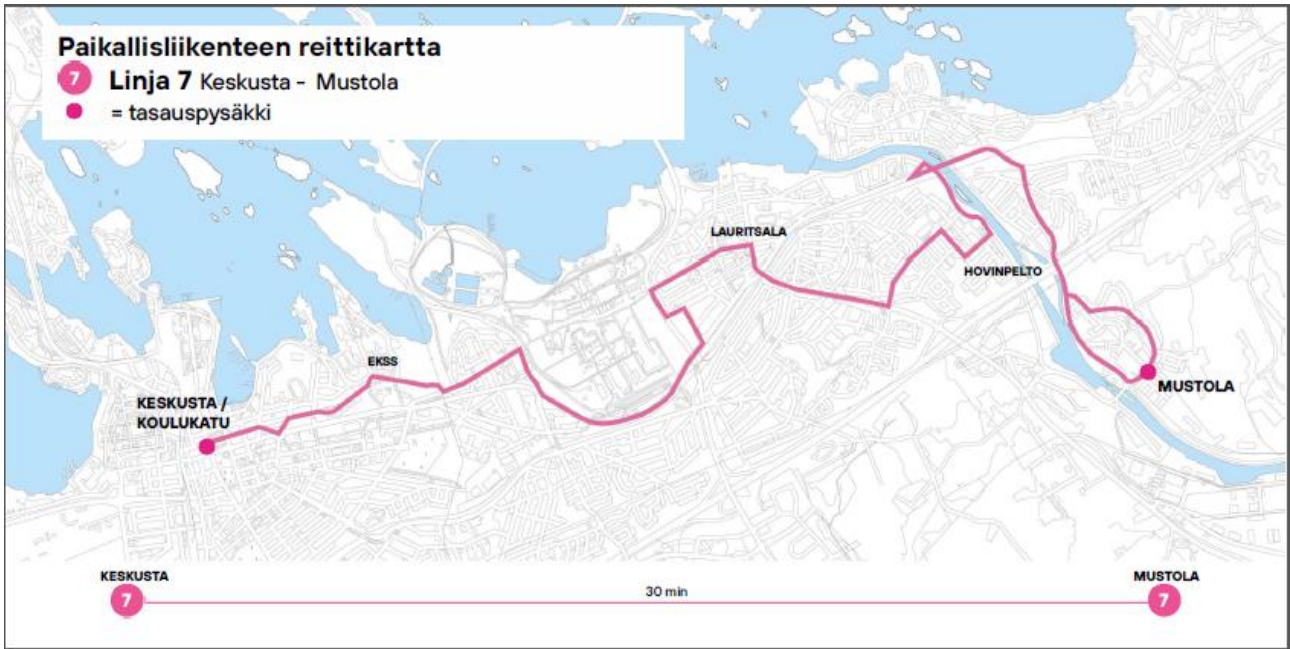 Paikallisliikenteen reittikartta
7 Linja 7 Keskusta - Mustola
= tasauspysäkki
LAURITSALA
HOVINPELTO
EKSS
KESKUSTA /
KOULUKATU
MUSTOLA
KESKUSTA
7
30 min
MUSTOLA
7